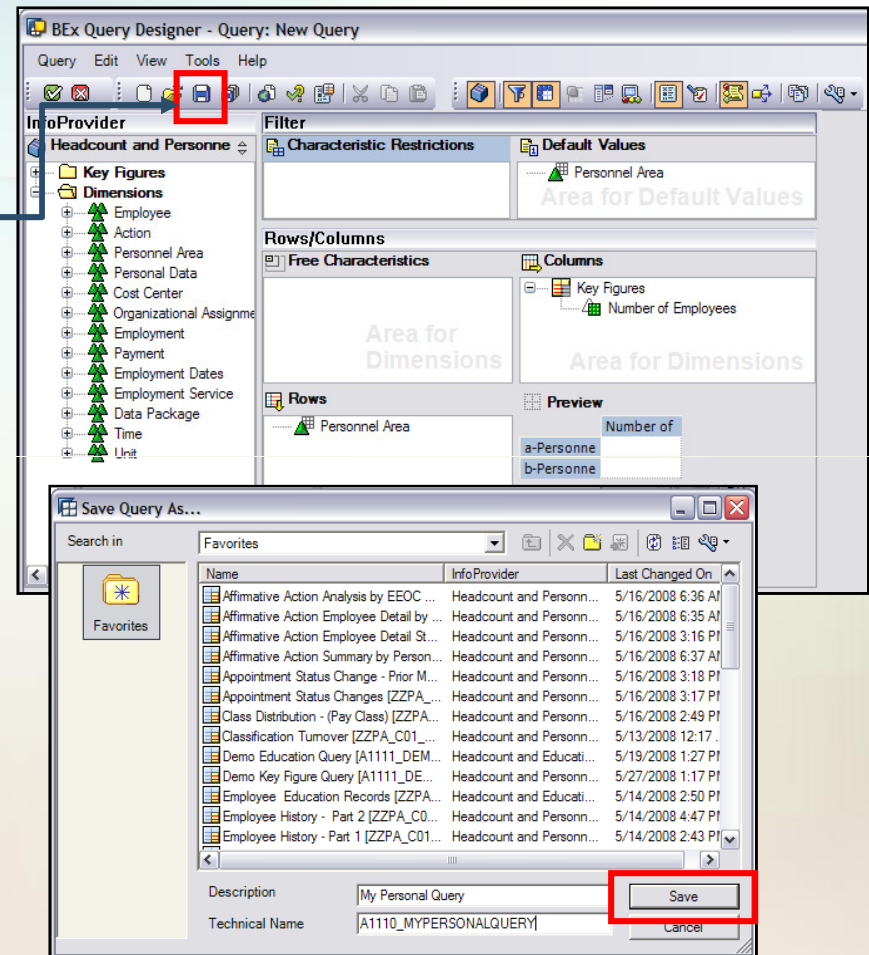 BEx Query Designer - Query: New Query
Query Edit View Tools Help
InfoProvider
Headcount and Personne
Key Figures
Dimensions
Employee
Action
Personnel Area
Personal Data
Cost Center
Organizational Assignme
Employment
Payment
Employment Dates
Employment Service
Data Package
Time
Unit
Filter
Characteristic Restrictions
Default Values
Personnel Area
Area for Default Values
Rows/Columns
Free Characteristics
Area for
Dimensions
Columns
Key Figures
Number of Employees
Area for Dimensions
Rows
Personnel Area
Preview
Number of
a-Personne
b-Personne
Save Query As...
Search in Favorites
Favorites
Name InfoProvider Last Changed On
Affirmative Action Analysis by EEOC ... Headcount and Personn... 5/16/2008 6:36 AM
Affirmative Action Employee Detail by ... Headcount and Personn... 5/16/2008 6:35 AM
Affirmative Action Employee Detail St... Headcount and Personn... 5/16/2008 3:16 PM
Affirmative Action Summary by Person... Headcount and Personn... 5/16/2008 6:37 AM
Appointment Status Change - Prior M... Headcount and Personn... 5/16/2008 3:18 PM
Appointment Status Changes [ZZPA_... Headcount and Personn... 5/16/2008 3:17 PM
Class Distribution - (Pay Class) [ZZPA... Headcount and Personn... 5/16/2008 2:49 PM
Classification Turnover [ZZPA_C01_... Headcount and Personn... 5/13/2008 12:17 ...
Demo Education Query [A1111_DEM... Headcount and Educati... 5/19/2008 1:27 PM
Demo Key Figure Query [A1111_DE... Headcount and Personn... 5/27/2008 1:17 PM
Employee Education Records [ZZPA... Headcount and Educati... 5/14/2008 2:50 PM
Employee History - Part 2 [ZZPA_C0... Headcount and Personn... 5/14/2008 4:47 PM
Employee History - Part 1 [ZZPA_C01... Headcount and Personn... 5/14/2008 2:43 PM
Description My Personal Query Save
Technical Name A1110_MYPERSONALQUERY Cancel